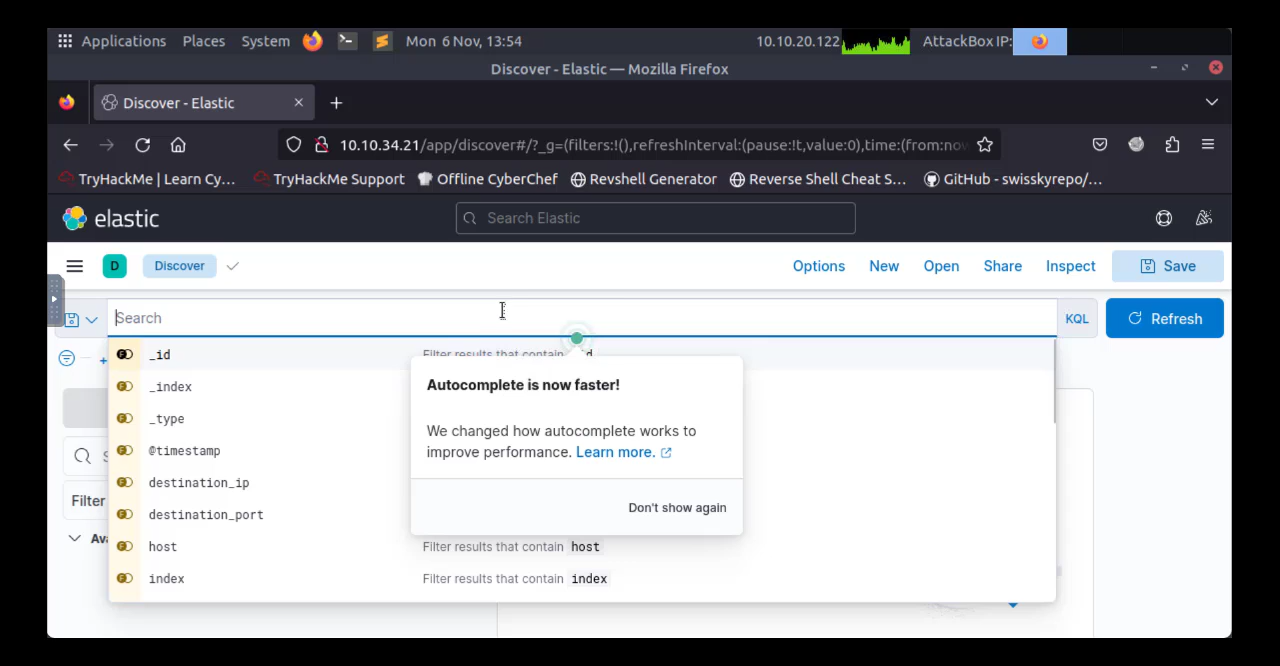 Applications Places System Mon 6 Nov, 13:54 10.10.20.122 AttackBox IP:
Discover - Elastic — Mozilla Firefox
Discover - Elastic
10.10.34.21/app/discover#/?_g=(filters:!(),refreshInterval:(pause:!t,value:0),time:(from:nov
TryHackMe | Learn Cy... TryHackMe Support Offline CyberChef Revshell Generator Reverse Shell Cheat S... GitHub - swisskyrepo/...
elastic Search Elastic
D Discover Options New Open Share Inspect Save
Search KQL Refresh
_id Filter results that contain
_index
Autocomplete is now faster!
_type
We changed how autocomplete works to
improve performance. Learn more.
@timestamp
destination_ip
Filter
destination_port
Don't show again
host Filter results that contain host
index Filter results that contain index